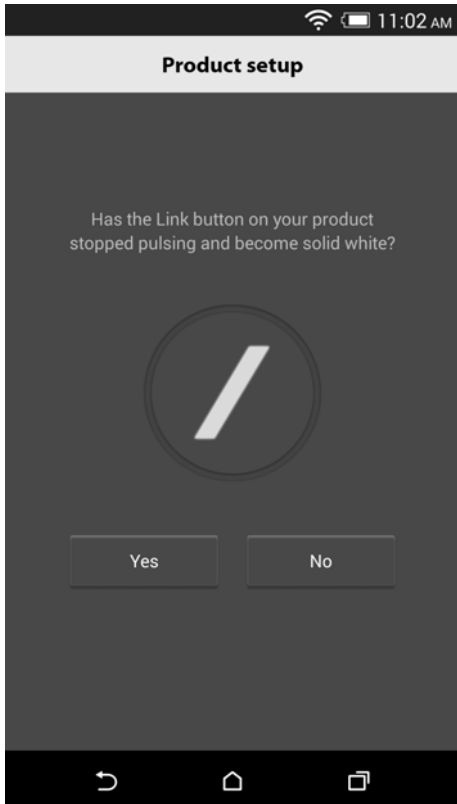 11:02 AM
Product setup
Has the Link button on your product
stopped pulsing and become solid white?
Yes No